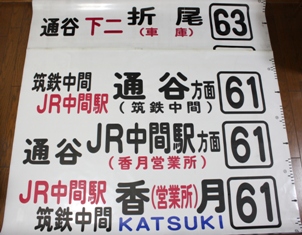 通谷 下二 折尾 (車庫) 63
筑鉄中間 JR中間駅 通谷方面 (筑鉄中間) 61
通谷 JR中間駅方面 (香月営業所) 61
JR中間駅 筑鉄中間 香(営業所)月 KATSUKI 61